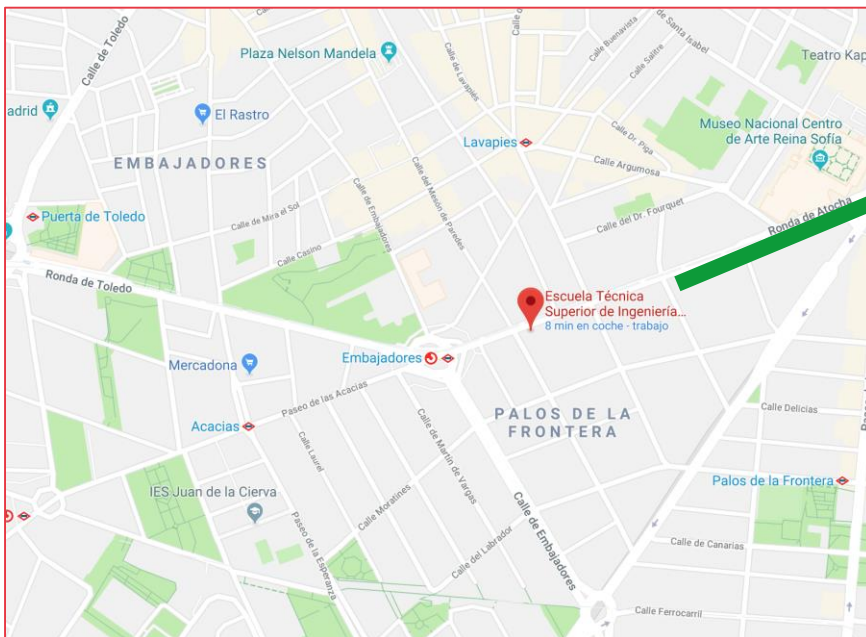 Calle de Toledo
Plaza Nelson Mandela
Calle de Lavapiés
Calle Buenavista
de Santa Isabel
Calle Salitre
Teatro Kap
adrid
El Rastro
Museo Nacional Centro
de Arte Reina Sofía
Lavapies
Calle Dr. Piga
EMBAJADORES
Calle Argumosa
Calle de Embajadores
Calle del Mesón de Paredes
Puerta de Toledo
Calle de Mira el Sol
Calle del Dr. Fourquet
Ronda de Atocha
Calle Casino
Ronda de Toledo
Escuela Técnica
Superior de Ingeniería...
8 min en coche - trabajo
Embajadores
Mercadona
Paseo de las Acacias
PALOS DE LA
FRONTERA
Calle Delicias
Acacias
Calle Laurel
Calle de Martín de Vargas
Palos de la Frontera
IES Juan de la Cierva
Calle Moratines
Calle de Embajadores
Paseo de la Esperanza
Calle del Labrador
Calle de Canarias
Calle Ferrocarril